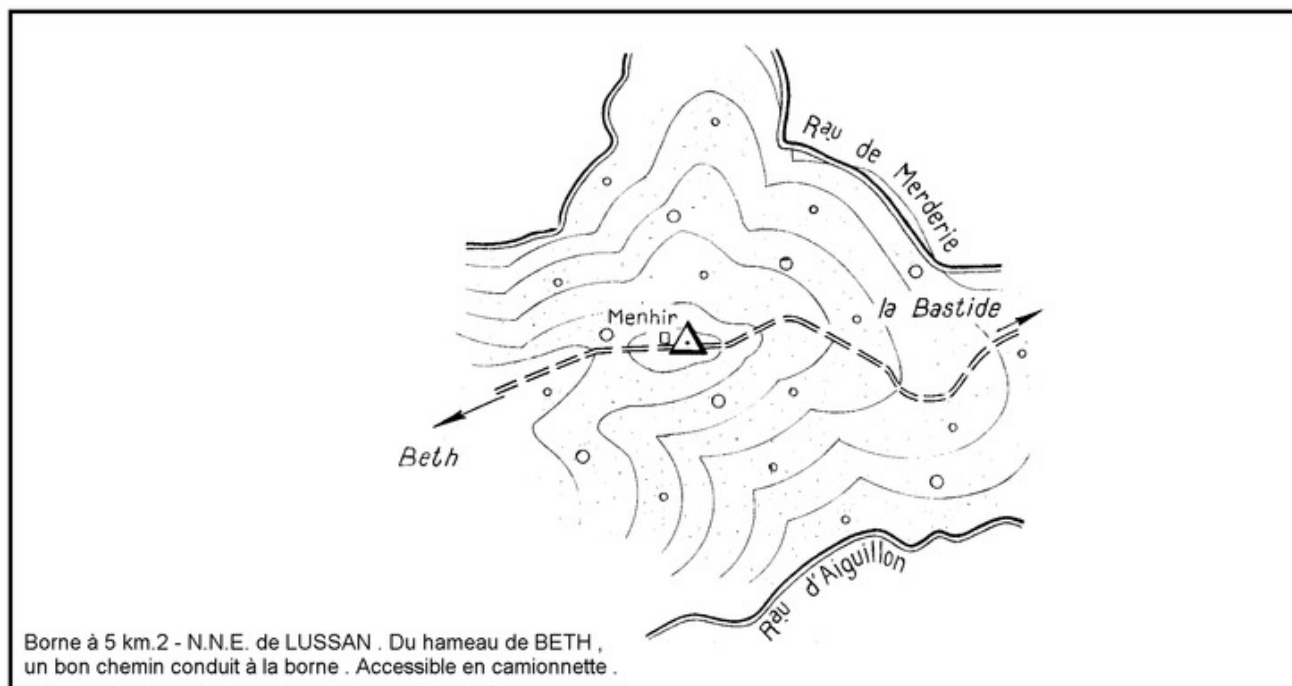 Rau de Merderie
la Bastide
Menhir
Beth
Rau d'Aiguillon
Borne à 5 km.2 - N.N.E. de LUSSAN . Du hameau de BETH ,
un bon chemin conduit à la borne . Accessible en camionnette .